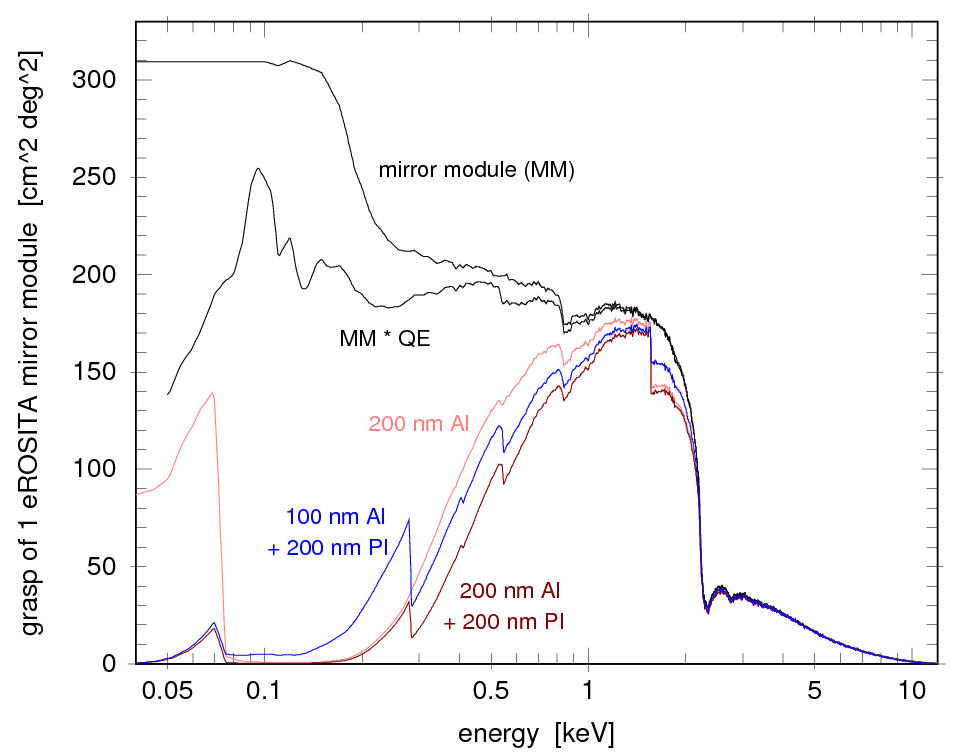 grasp of 1 eROSITA mirror module [cm^2 deg^2]
300
250
200
150
100
50
0
mirror module (MM)
MM * QE
200 nm Al
100 nm Al
+ 200 nm PI
200 nm Al
+ 200 nm PI
0.05
0.1
0.5
1
5
10
energy [keV]